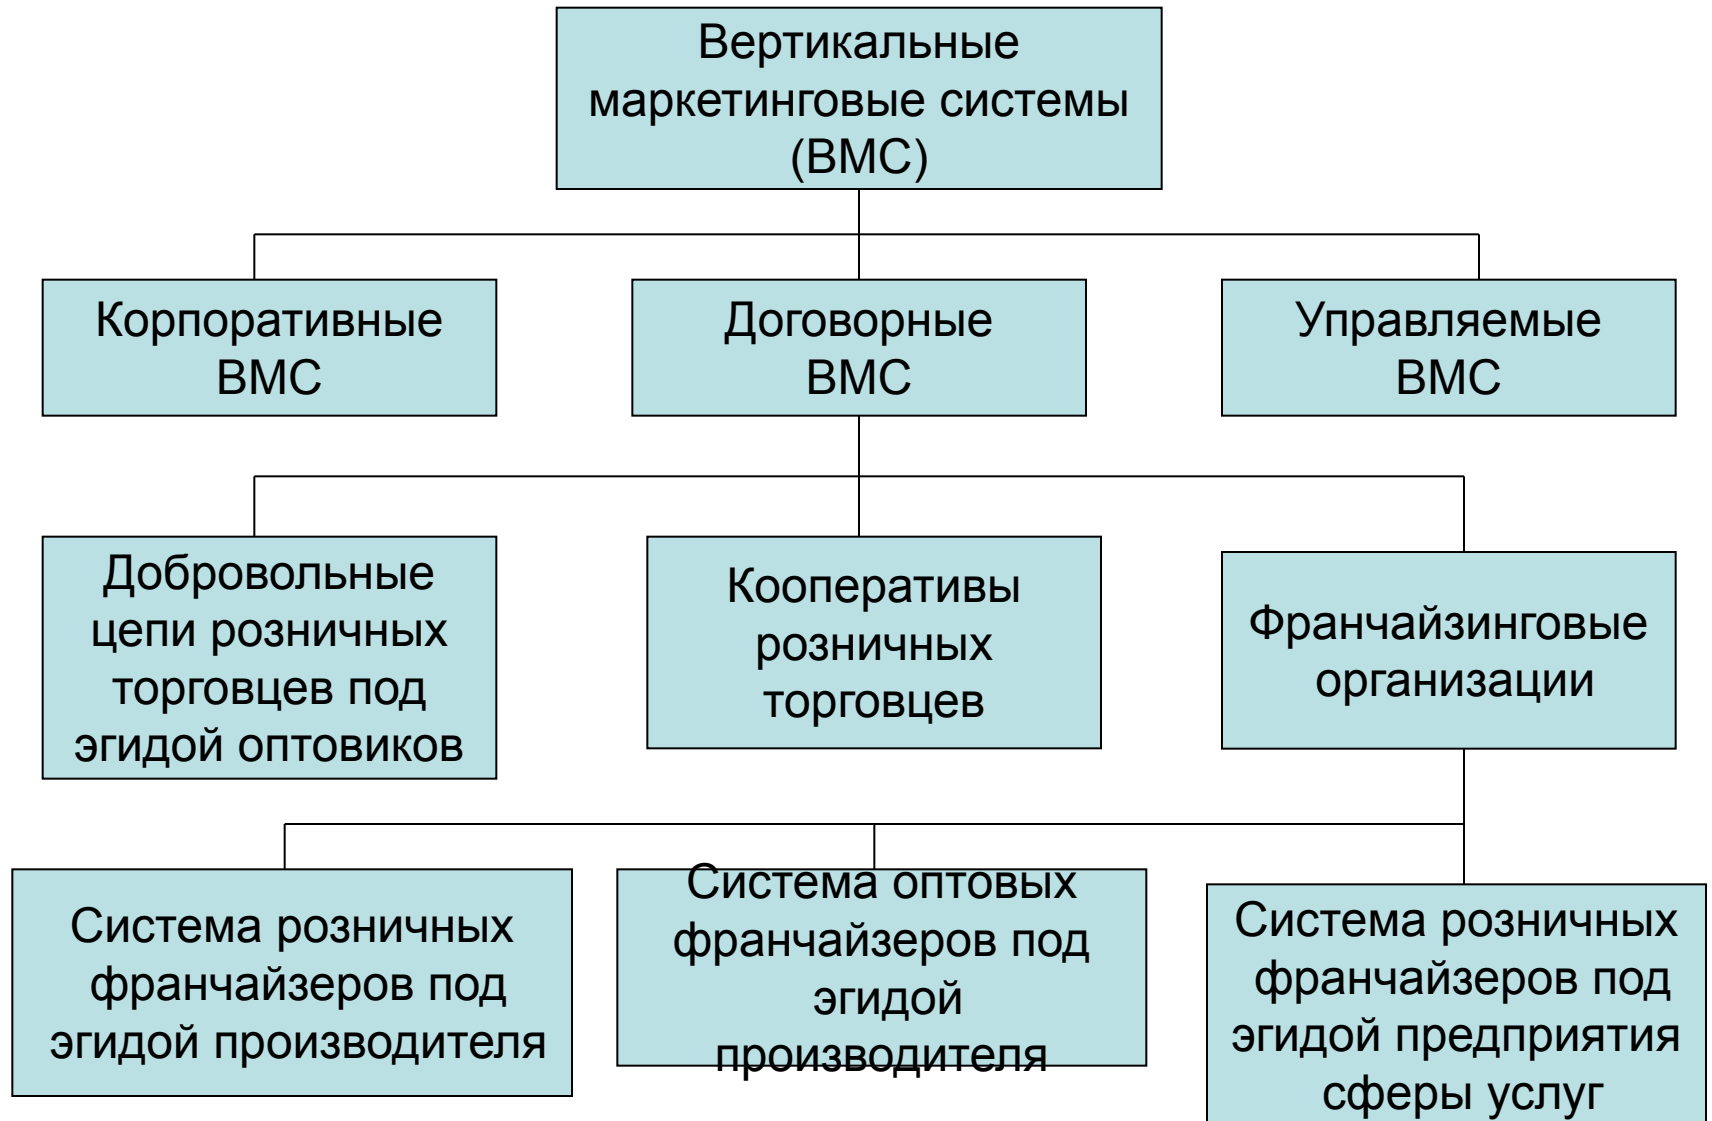 Вертикальные
маркетинговые системы
(ВМС)
Корпоративные
ВМС
Договорные
ВМС
Управляемые
ВМС
Добровольные
цепи розничных
торговцев под
эгидой оптовиков
Кооперативы
розничных
торговцев
Франчайзинговые
организации
Система розничных
франчайзеров под
эгидой производителя
Система оптовых
франчайзеров под
эгидой
производителя
Система розничных
франчайзеров под
эгидой предприятия
сферы услуг